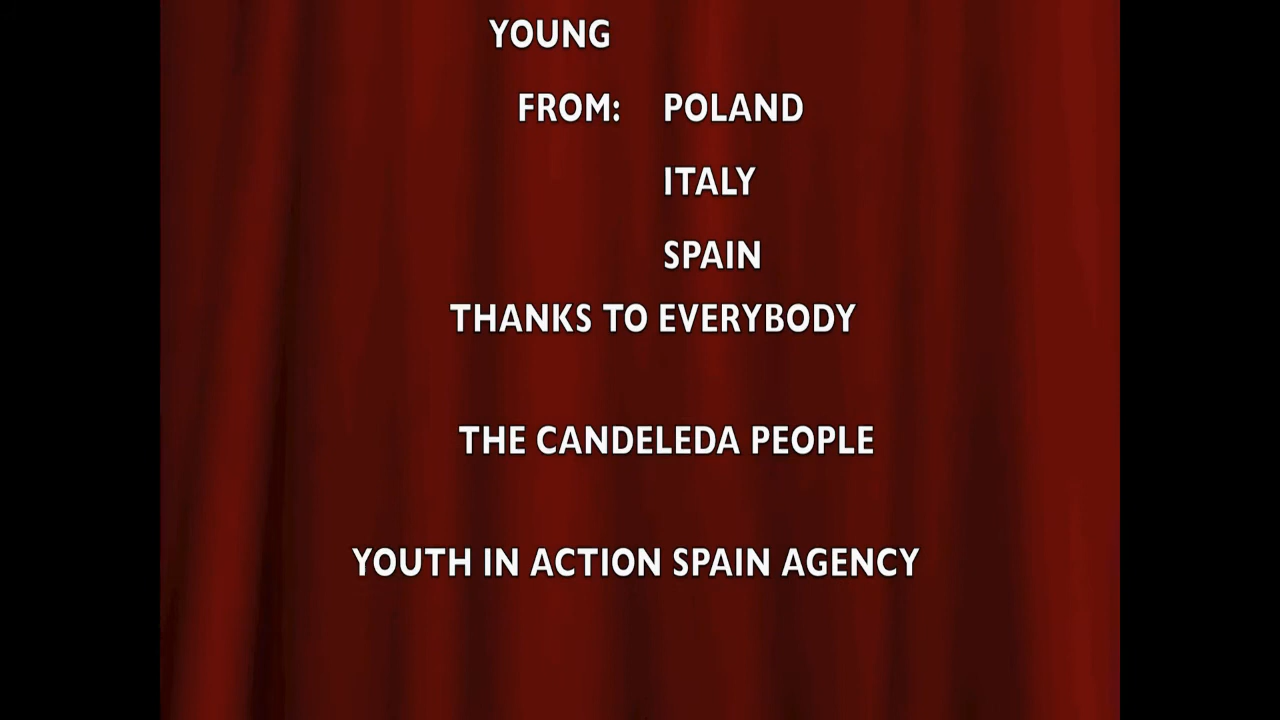 YOUNG
FROM: POLAND
ITALY
SPAIN
THANKS TO EVERYBODY
THE CANDELEDA PEOPLE
YOUTH IN ACTION SPAIN AGENCY